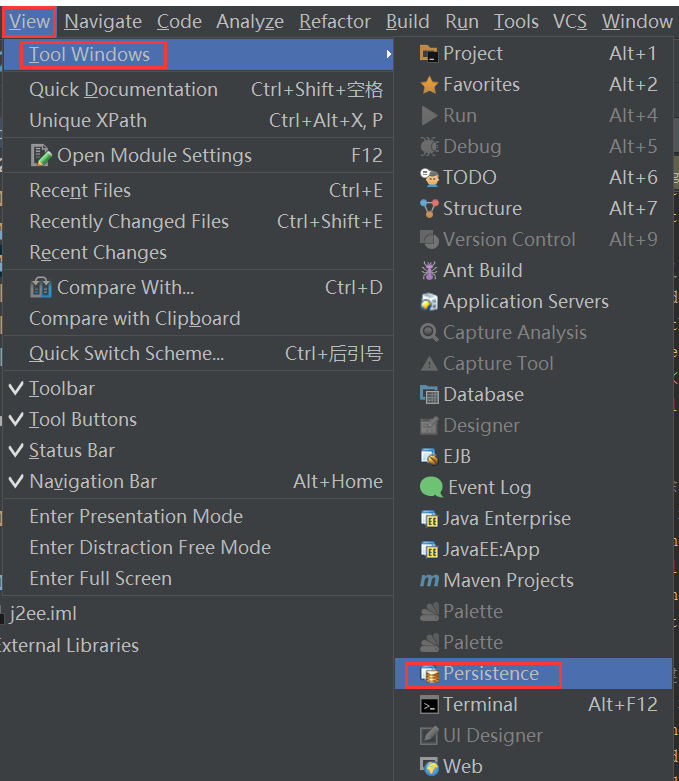 View Navigate Code Analyze Refactor Build Run Tools VCS Window
Tool Windows
Quick Documentation Ctrl+Shift+空格
Unique XPath Ctrl+Alt+X, P
Open Module Settings F12
Recent Files Ctrl+E
Recently Changed Files Ctrl+Shift+E
Recent Changes
Compare With... Ctrl+D
Compare with Clipboard
Quick Switch Scheme... Ctrl+后引号
Toolbar
Tool Buttons
Status Bar
Navigation Bar Alt+Home
Enter Presentation Mode
Enter Distraction Free Mode
Enter Full Screen
j2ee.iml
External Libraries
Project Alt+1
Favorites Alt+2
Run Alt+4
Debug Alt+5
TODO Alt+6
Structure Alt+7
Version Control Alt+9
Ant Build
Application Servers
Capture Analysis
Capture Tool
Database
Designer
EJB
Event Log
Java Enterprise
JavaEE:App
Maven Projects
Palette
Palette
Persistence
Terminal Alt+F12
UI Designer
Web